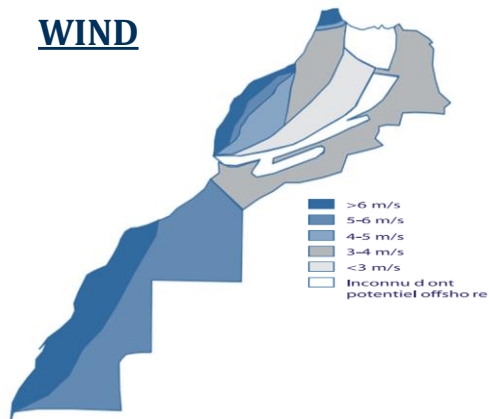 WIND
>6 m/s
5-6 m/s
4-5 m/s
3-4 m/s
<3 m/s
Inconnu d ont
potentiel offsho re